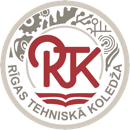 RTK
RĪGAS TEHNISKĀ KOLEDŽA